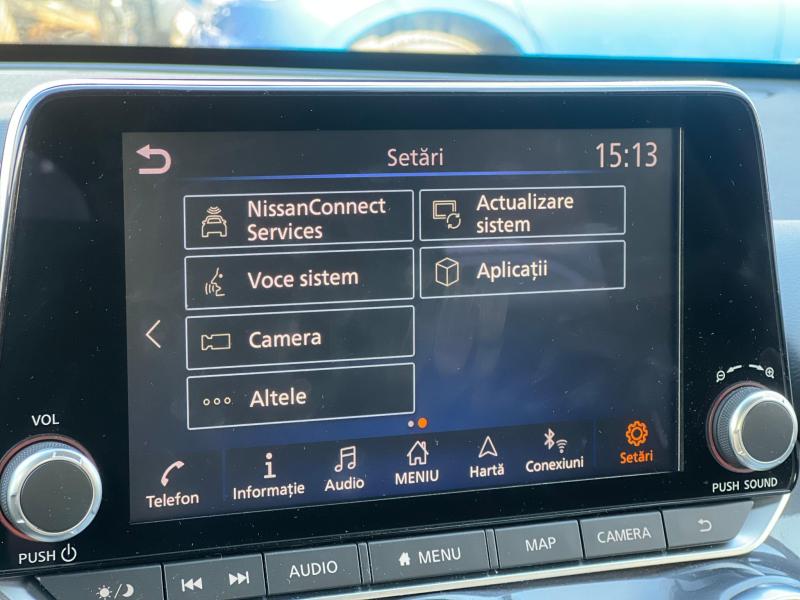 Setări
15:13
NissanConnect
Services
Actualizare
sistem
Voce sistem
Aplicații
Camera
Altele
Telefon
Informație
Audio
MENIU
Hartă
Conexiuni
Setări
VOL
PUSH
PUSH SOUND
AUDIO
MENU
MAP
CAMERA